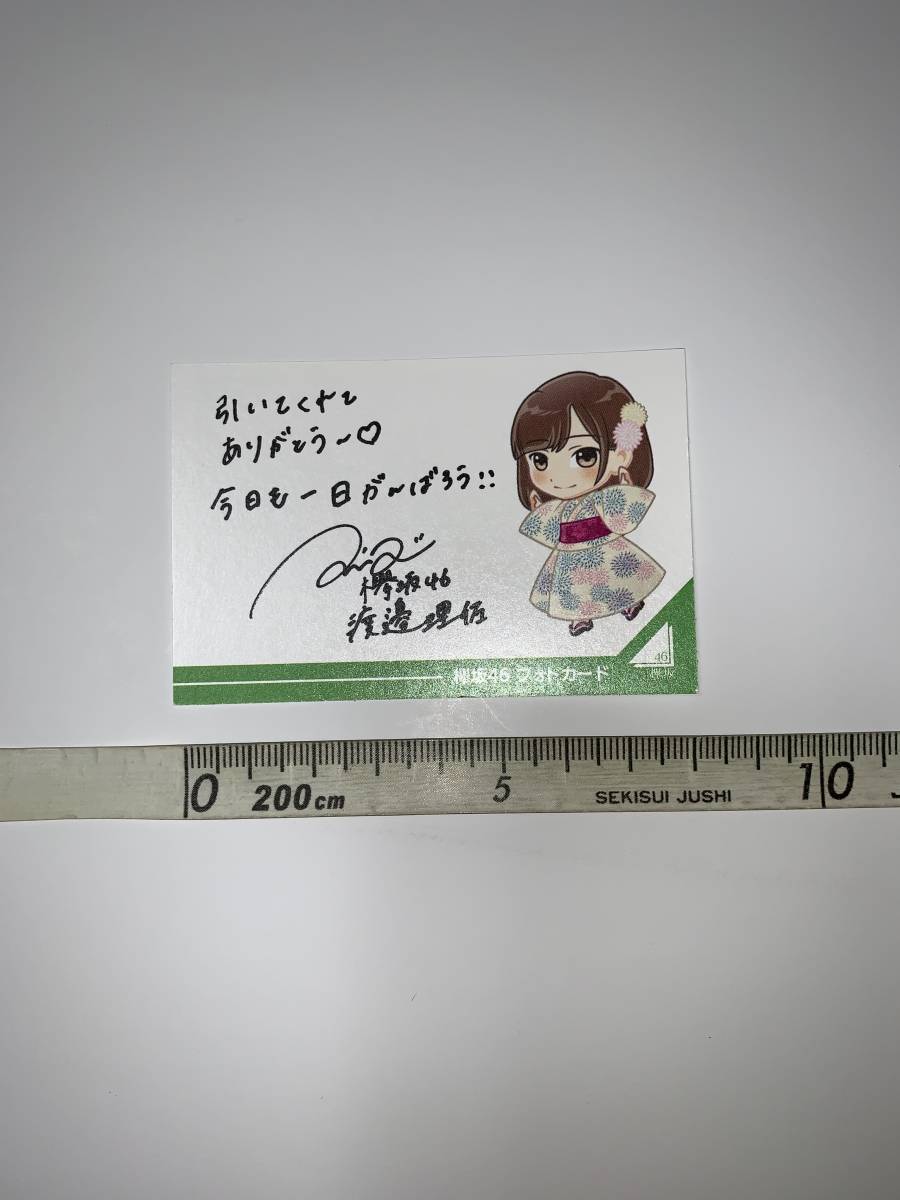 引いてくれて
ありがとう〜♡
今日も一日が〜ばろう!!
欅坂46
渡邉理佐
欅坂46 フォトカード
46
0 200cm 5 SEKISUI JUSHI 10